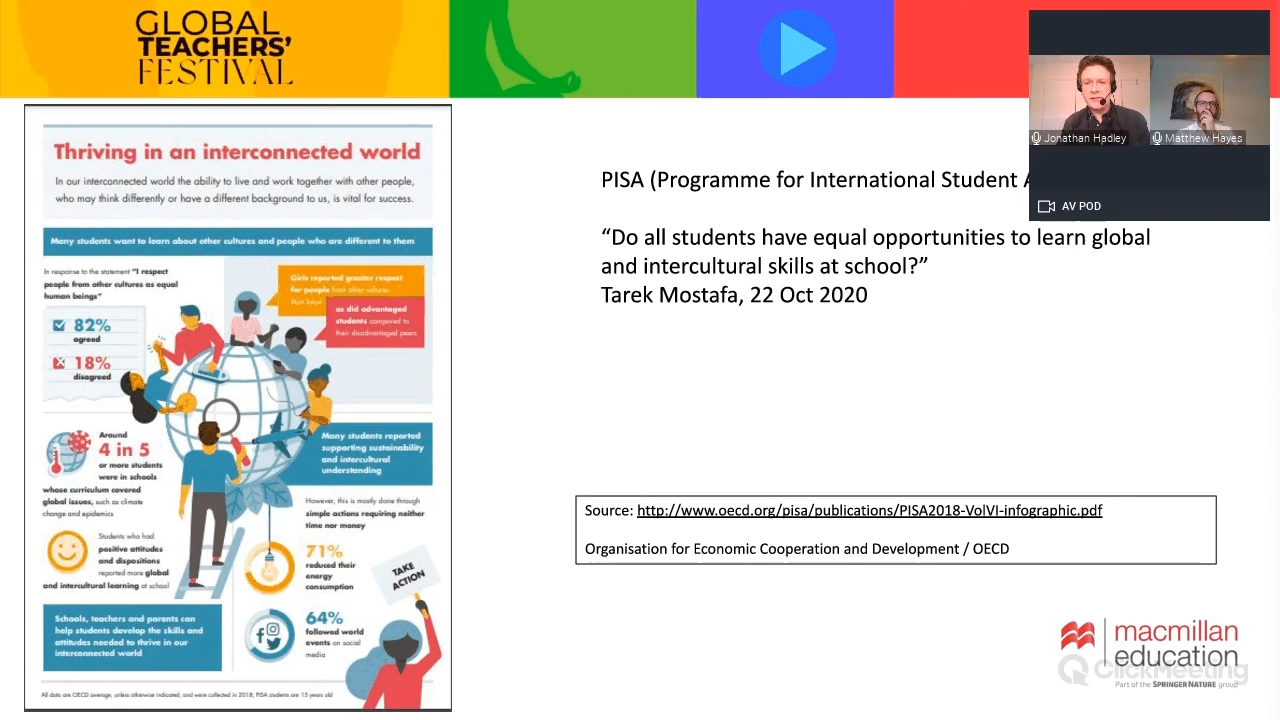 GLOBAL
TEACHERS'
FESTIVAL
Jonathan Hadley
Matthew Hayes
AV POD
Thriving in an interconnected world
In our interconnected world the ability to live and work together with other people,
who may think differently or have a different background to us, is vital for success.
Many students want to learn about other cultures and people who are different to them
In response to the statement "I respect
people from other cultures as equal
human beings"
82%
agreed
18%
disagreed
Girls reported greater respect
for people from other cultures
than boys
as did advantaged
students compared to
their disadvantaged peers
Around
4 in 5
or more students
were in schools
whose curriculum covered
global issues, such as climate
change and epidemics
Students who had
positive attitudes
and dispositions
reported more global
and intercultural learning at school
Schools, teachers and parents can
help students develop the skills and
attitudes needed to thrive in our
interconnected world
Many students reported
supporting sustainability
and intercultural
understanding
However, this is mostly done through
simple actions requiring neither
time nor money
71%
reduced their
energy
consumption
64%
followed world
events on social
media
TAKE
ACTION
All data are OECD average, unless otherwise indicated, and were collected in 2018; PISA students are 15 years old
PISA (Programme for International Student
“Do all students have equal opportunities to learn global
and intercultural skills at school?”
Tarek Mostafa, 22 Oct 2020
Source: http://www.oecd.org/pisa/publications/PISA2018-VolVI-infographic.pdf
Organisation for Economic Cooperation and Development / OECD
macmillan
education
ClickMeeting
Part of the SPRINGER NATURE group